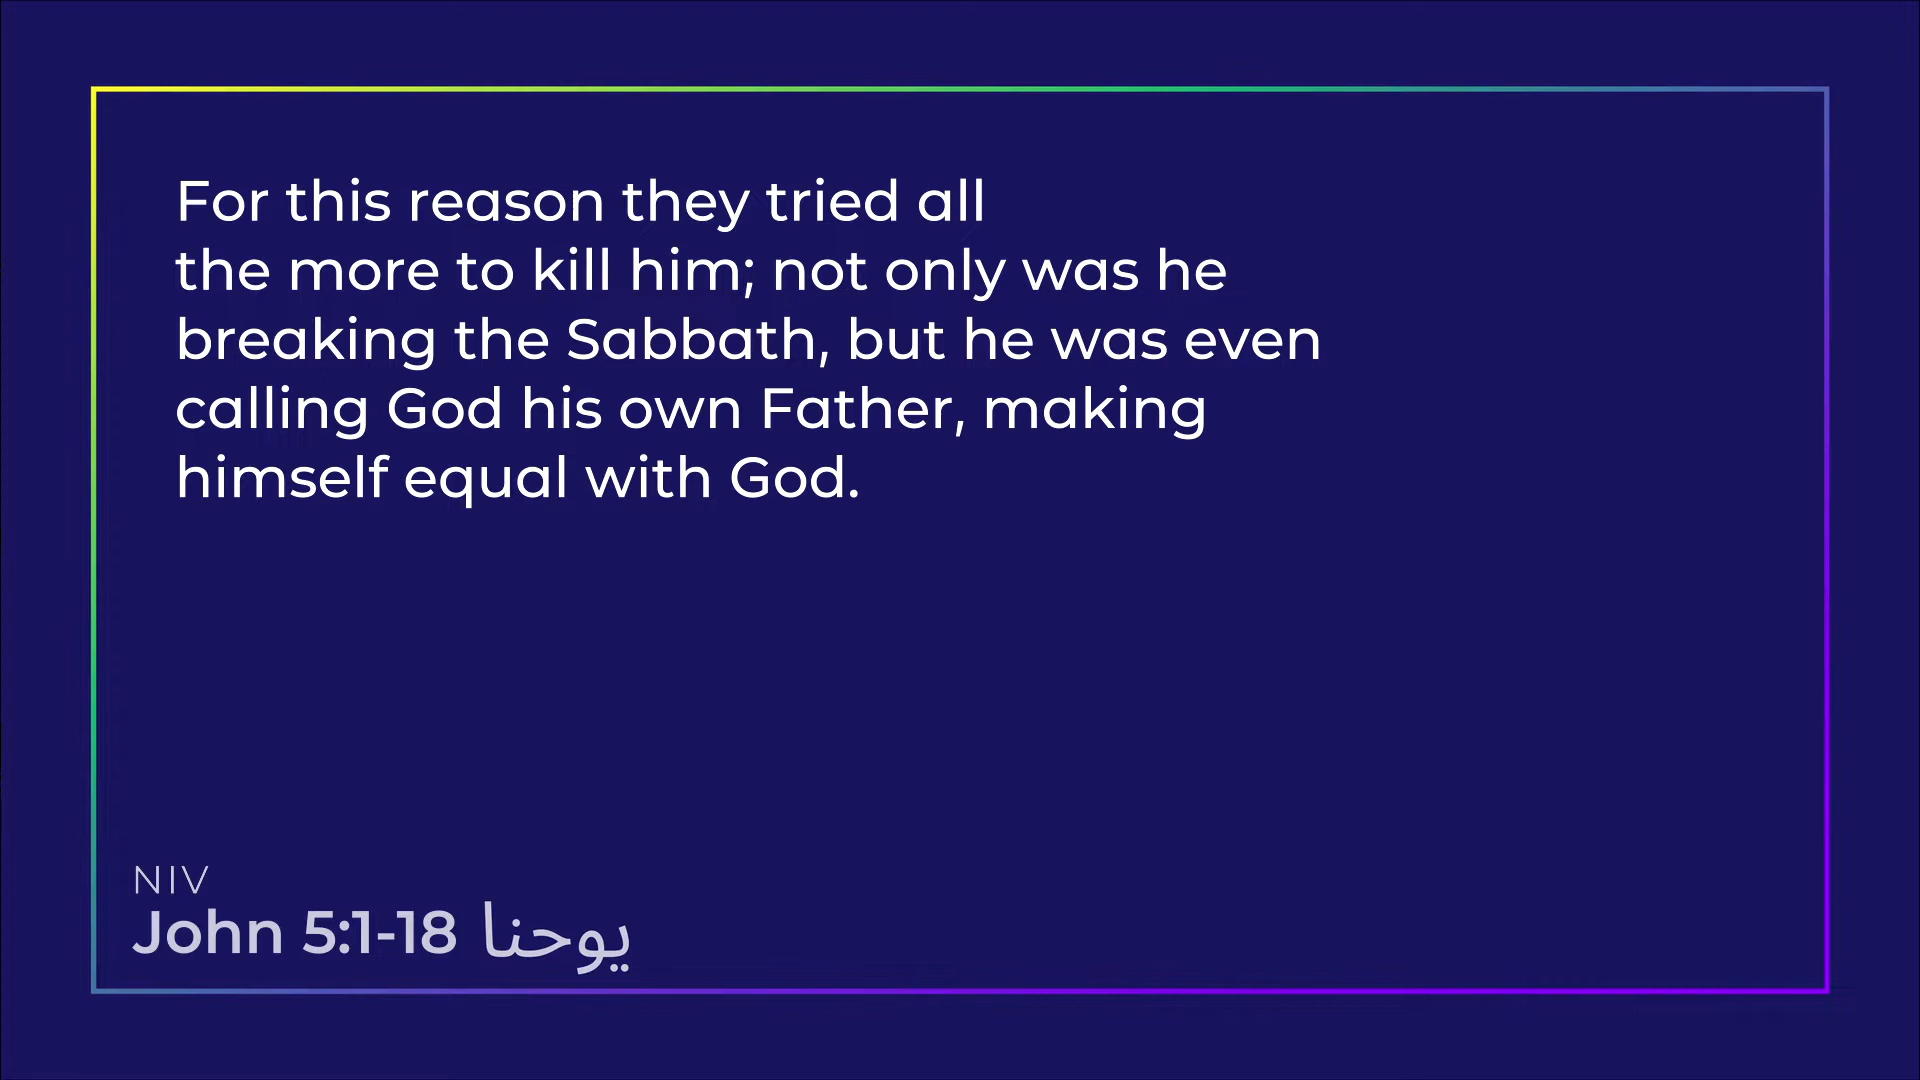 For this reason they tried all
the more to kill him; not only was he
breaking the Sabbath, but he was even
calling God his own Father, making
himself equal with God.
NIV
John 5:1-18 يوحنا